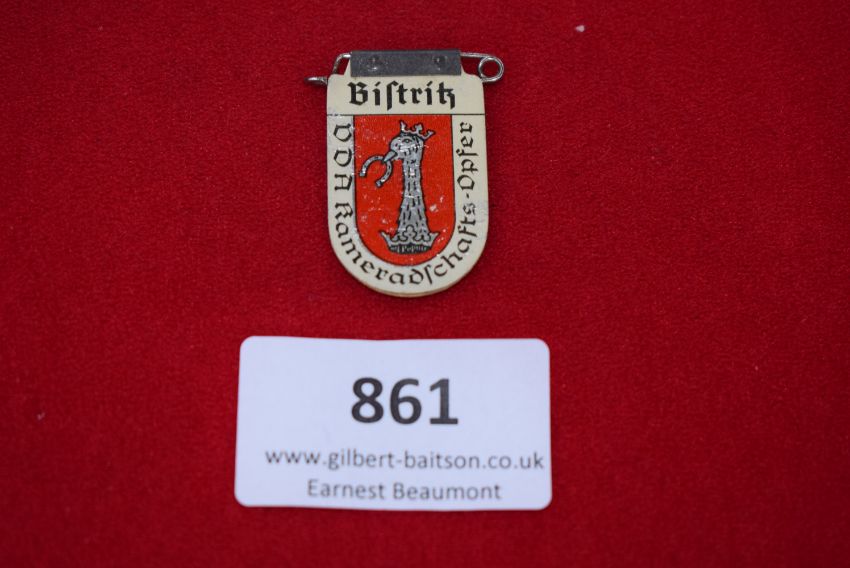 Biſtritz
VDA Kameradſchafts-Opfer
861
www.gilbert-baitson.co.uk
Earnest Beaumont